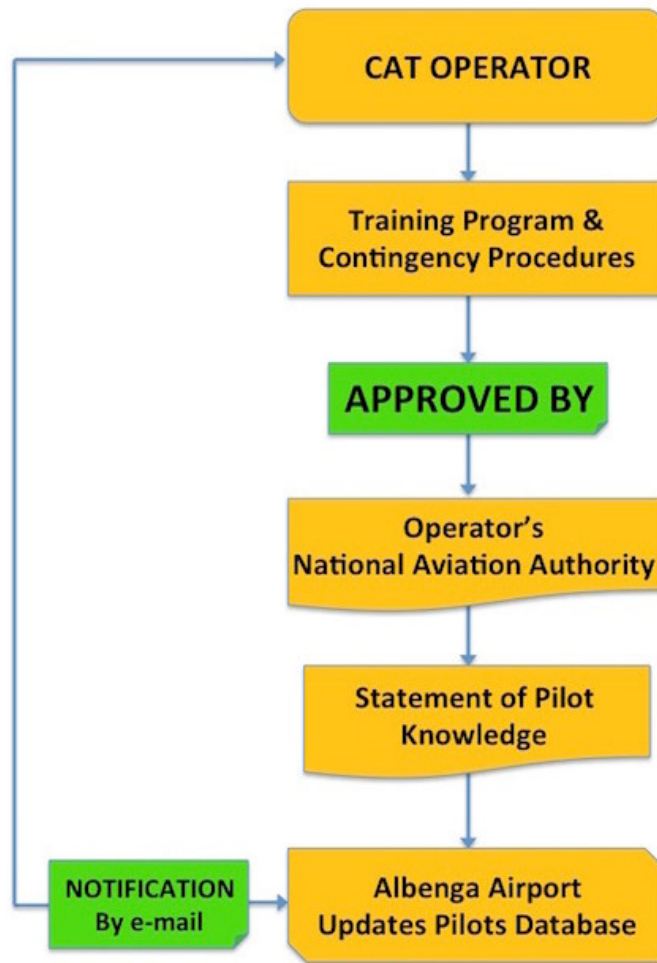 CAT OPERATOR
Training Program &
Contingency Procedures
APPROVED BY
Operator’s
National Aviation Authority
Statement of Pilot
Knowledge
NOTIFICATION
By e-mail
Albenga Airport
Updates Pilots Database